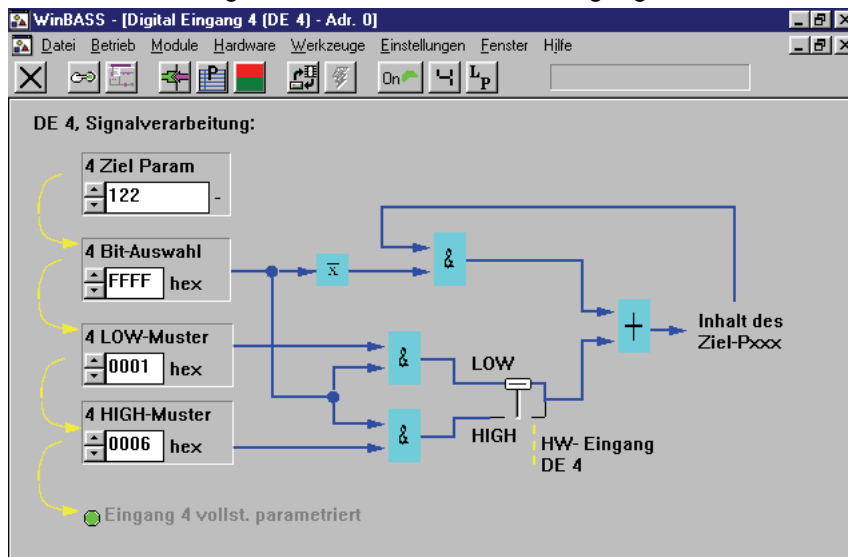 WinBASS - [Digital Eingang 4 (DE 4) - Adr. 0]
Datei Betrieb Module Hardware Werkzeuge Einstellungen Fenster Hilfe
P On LP
DE 4, Signalverarbeitung:
4 Ziel Param
122 -
4 Bit-Auswahl
FFFF hex
4 LOW-Muster
0001 hex
4 HIGH-Muster
0006 hex
Eingang 4 vollst. parametriert
x
&
&
&
LOW
HIGH
HW- Eingang
DE 4
+
Inhalt des
Ziel-Pxxx